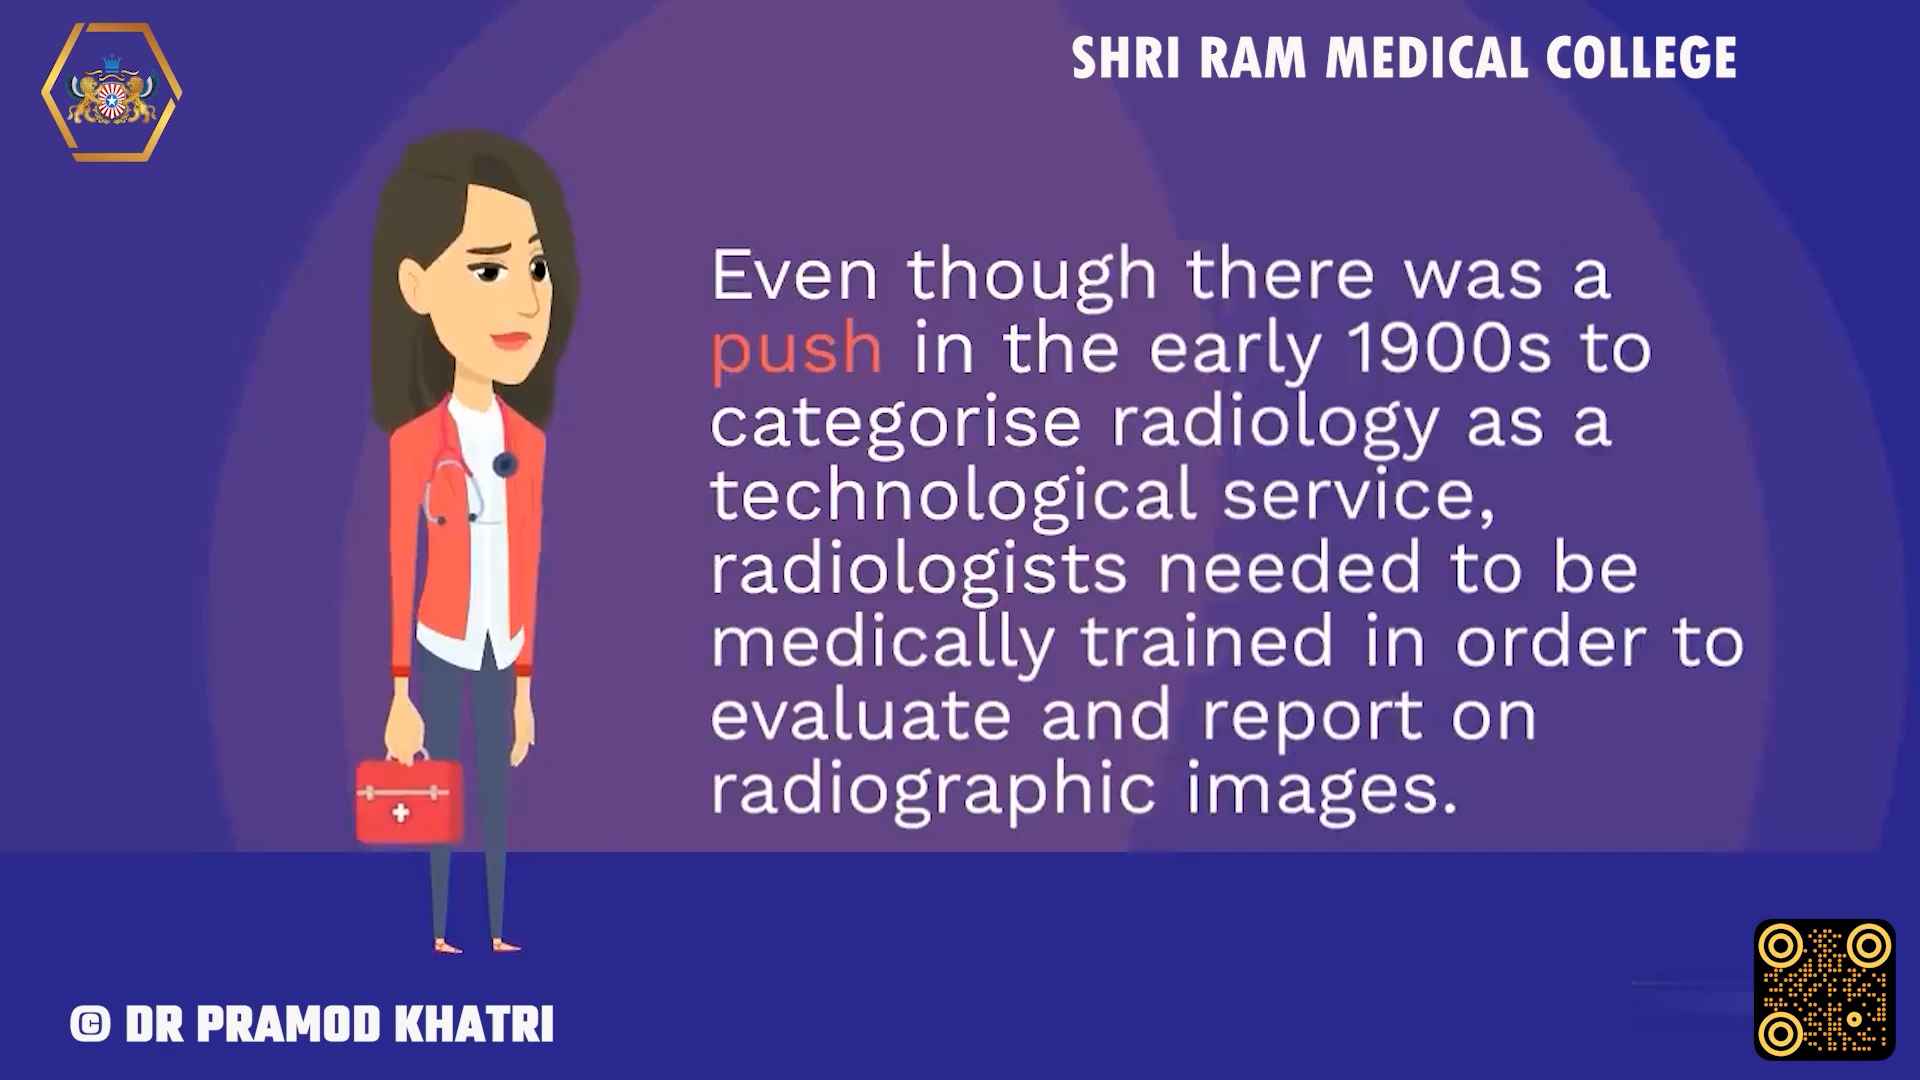 SHRI RAM MEDICAL COLLEGE
Even though there was a
push in the early 1900s to
categorise radiology as a
technological service,
radiologists needed to be
medically trained in order to
evaluate and report on
radiographic images.
© DR PRAMOD KHATRI